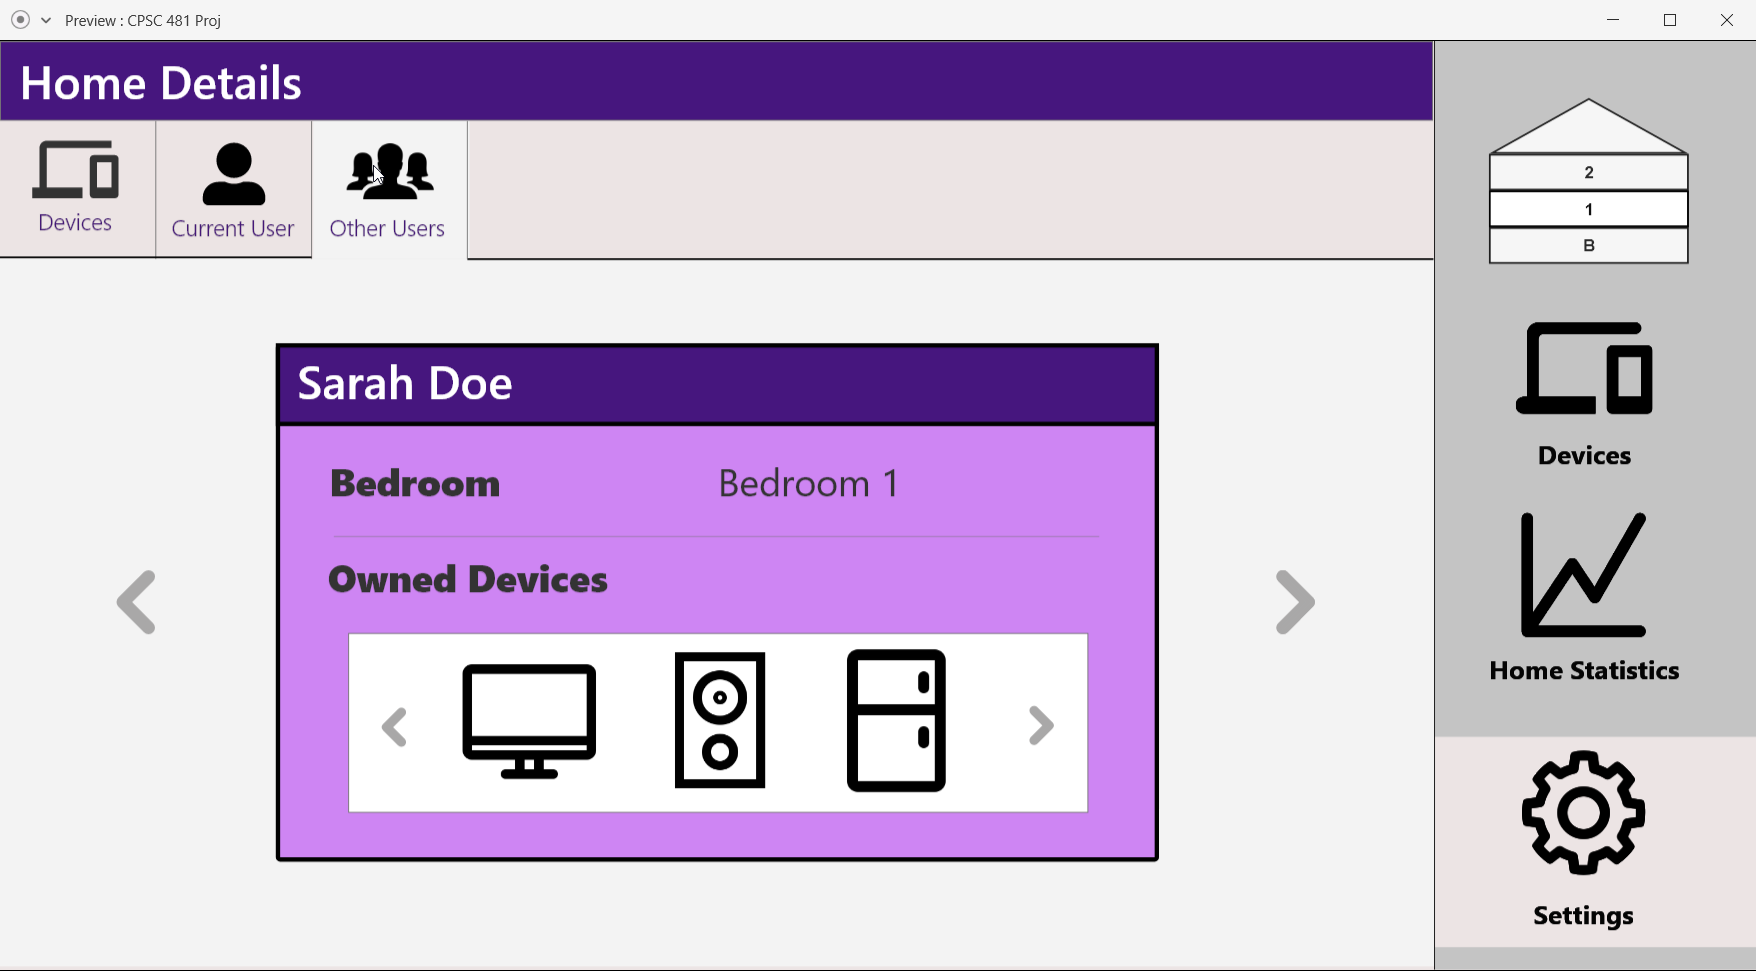 Preview : CPSC 481 Proj
Home Details
Devices
Current User
Other Users
Sarah Doe
Bedroom Bedroom 1
Owned Devices
2
1
B
Devices
Home Statistics
Settings